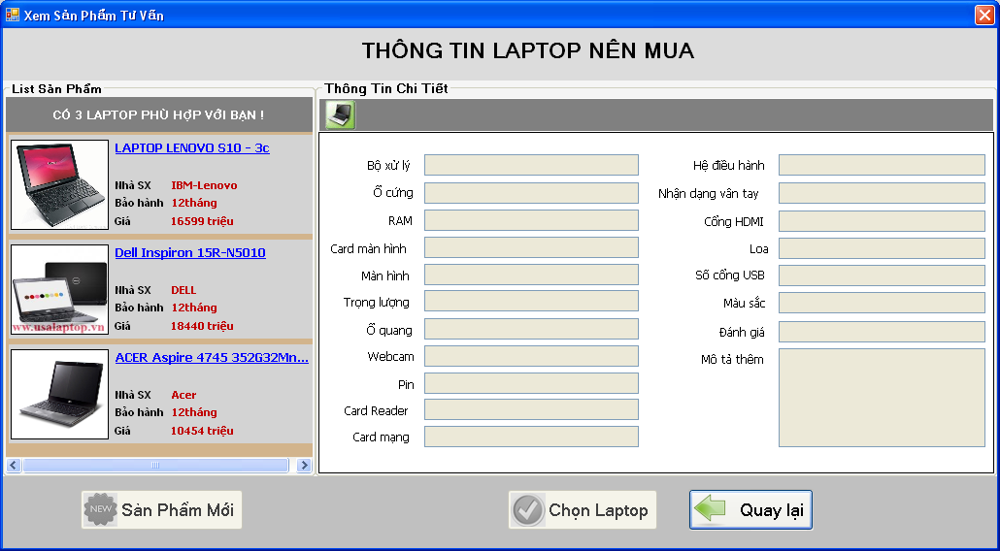 Xem Sản Phẩm Tư Vấn
THÔNG TIN LAPTOP NÊN MUA
List Sản Phẩm
CÓ 3 LAPTOP PHÙ HỢP VỚI BẠN !
LAPTOP LENOVO S10 - 3c
Nhà SX IBM-Lenovo
Bảo hành 12tháng
Giá 16599 triệu
Dell Inspiron 15R-N5010
Nhà SX DELL
Bảo hành 12tháng
Giá 18440 triệu
www.usalaptop.vn
ACER Aspire 4745 352G32Mn...
Nhà SX Acer
Bảo hành 12tháng
Giá 10454 triệu
Thông Tin Chi Tiết
Bộ xử lý
Ổ cứng
RAM
Card màn hình
Màn hình
Trọng lượng
Ổ quang
Webcam
Pin
Card Reader
Card mạng
Hệ điều hành
Nhận dạng vân tay
Cổng HDMI
Loa
Số cổng USB
Màu sắc
Đánh giá
Mô tả thêm
NEW Sản Phẩm Mới
Chọn Laptop
Quay lại